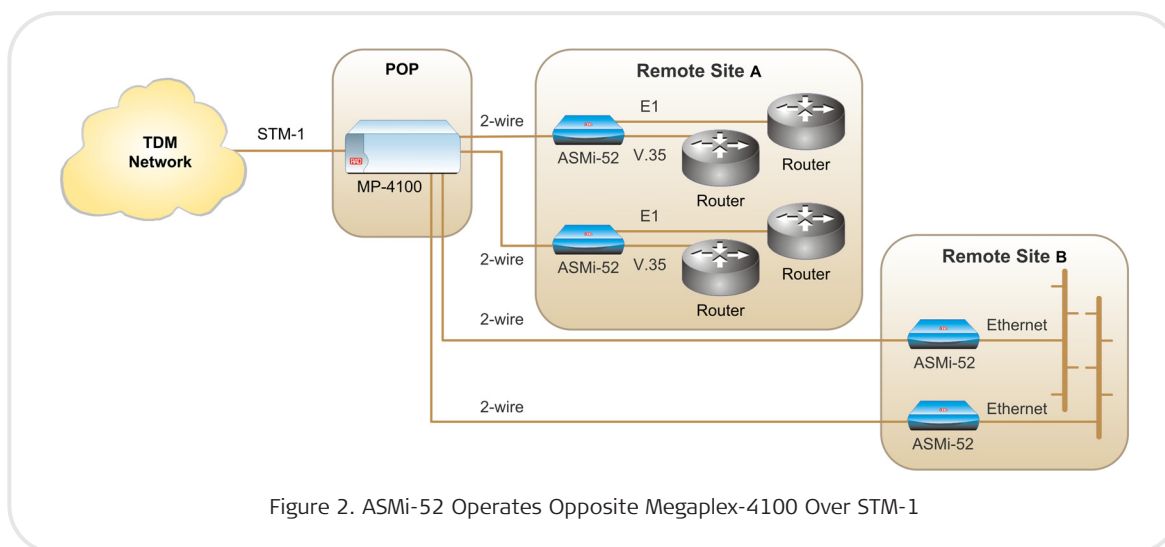 POP
Remote Site A
TDM
Network
STM-1
RAD
MP-4100
2-wire
E1
ASMi-52
V.35
Router
Router
2-wire
E1
ASMi-52
V.35
Router
Router
Remote Site B
2-wire
Ethernet
ASMi-52
2-wire
Ethernet
ASMi-52
Figure 2. ASMi-52 Operates Opposite Megaplex-4100 Over STM-1